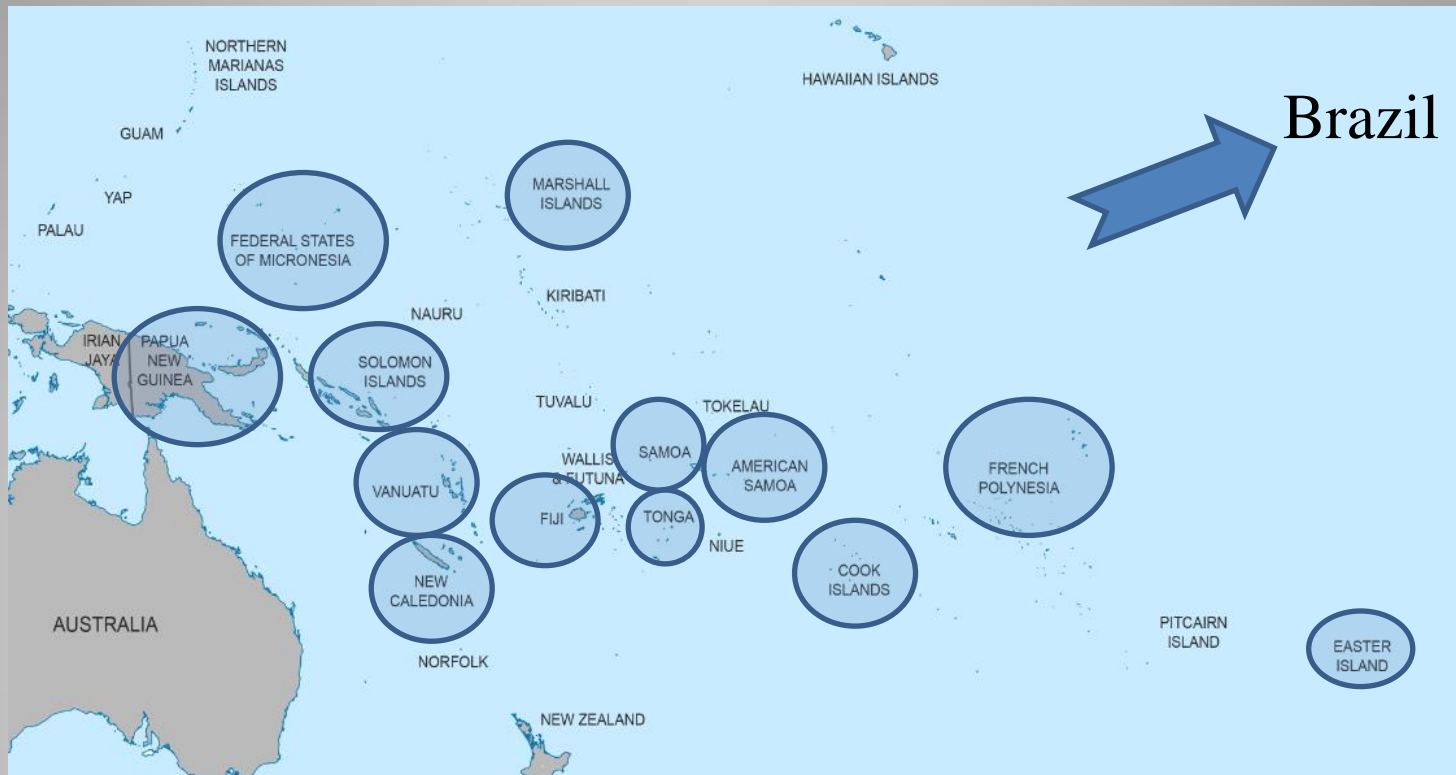 NORTHERN
MARIANAS
ISLANDS
HAWAIIAN ISLANDS
Brazil
GUAM
YAP
MARSHALL
ISLANDS
PALAU
FEDERAL STATES
OF MICRONESIA
KIRIBATI
NAURU
IRIAN
JAYA
PAPUA
NEW
GUINEA
SOLOMON
ISLANDS
TUVALU
TOKELAU
SAMOA
WALLIS
& FUTUNA
AMERICAN
SAMOA
FRENCH
POLYNESIA
VANUATU
FIJI
TONGA
NIUE
COOK
ISLANDS
NEW
CALEDONIA
AUSTRALIA
PITCAIRN
ISLAND
EASTER
ISLAND
NORFOLK
NEW ZEALAND